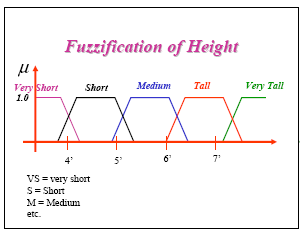 Fuzzification of Height
μ
Very Short Short Medium Tall Very Tall
1.0
4' 5' 6' 7'
VS = very short
S = Short
M = Medium
etc.